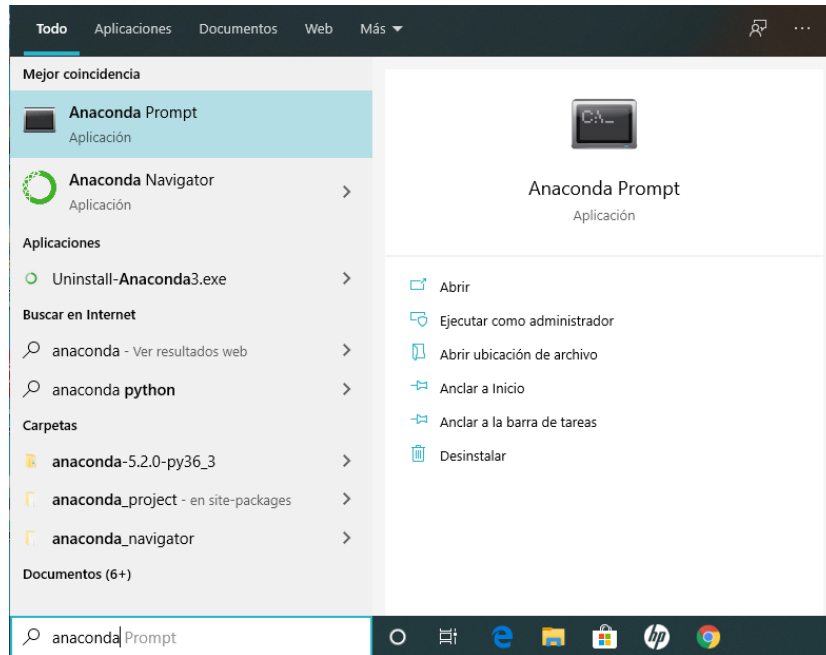 Todo Aplicaciones Documentos Web Más
Mejor coincidencia
Anaconda Prompt
Aplicación
Anaconda Navigator
Aplicación
Aplicaciones
Uninstall-Anaconda3.exe
Buscar en Internet
anaconda - Ver resultados web
anaconda python
Carpetas
anaconda-5.2.0-py36_3
anaconda_project - en site-packages
anaconda_navigator
Documentos (6+)
C:\_
Anaconda Prompt
Aplicación
Abrir
Ejecutar como administrador
Abrir ubicación de archivo
Anclar a Inicio
Anclar a la barra de tareas
Desinstalar
anaconda Prompt
hp